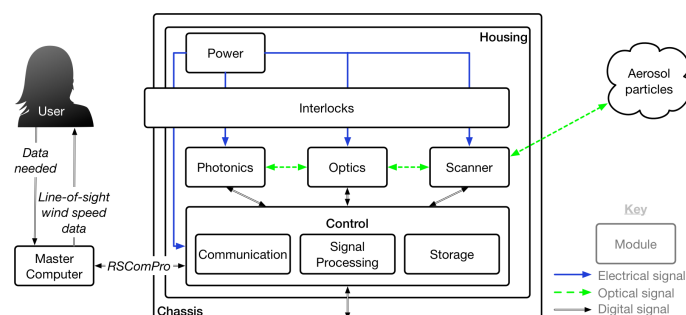 Housing
Power
Aerosol
particles
Interlocks
User
Data
needed
Photonics
Optics
Scanner
Line-of-sight
wind speed
data
Key
Control
Module
Communication
Signal
Processing
Storage
Master
Computer
RSComPro
Electrical signal
Optical signal
Digital signal
Chassis